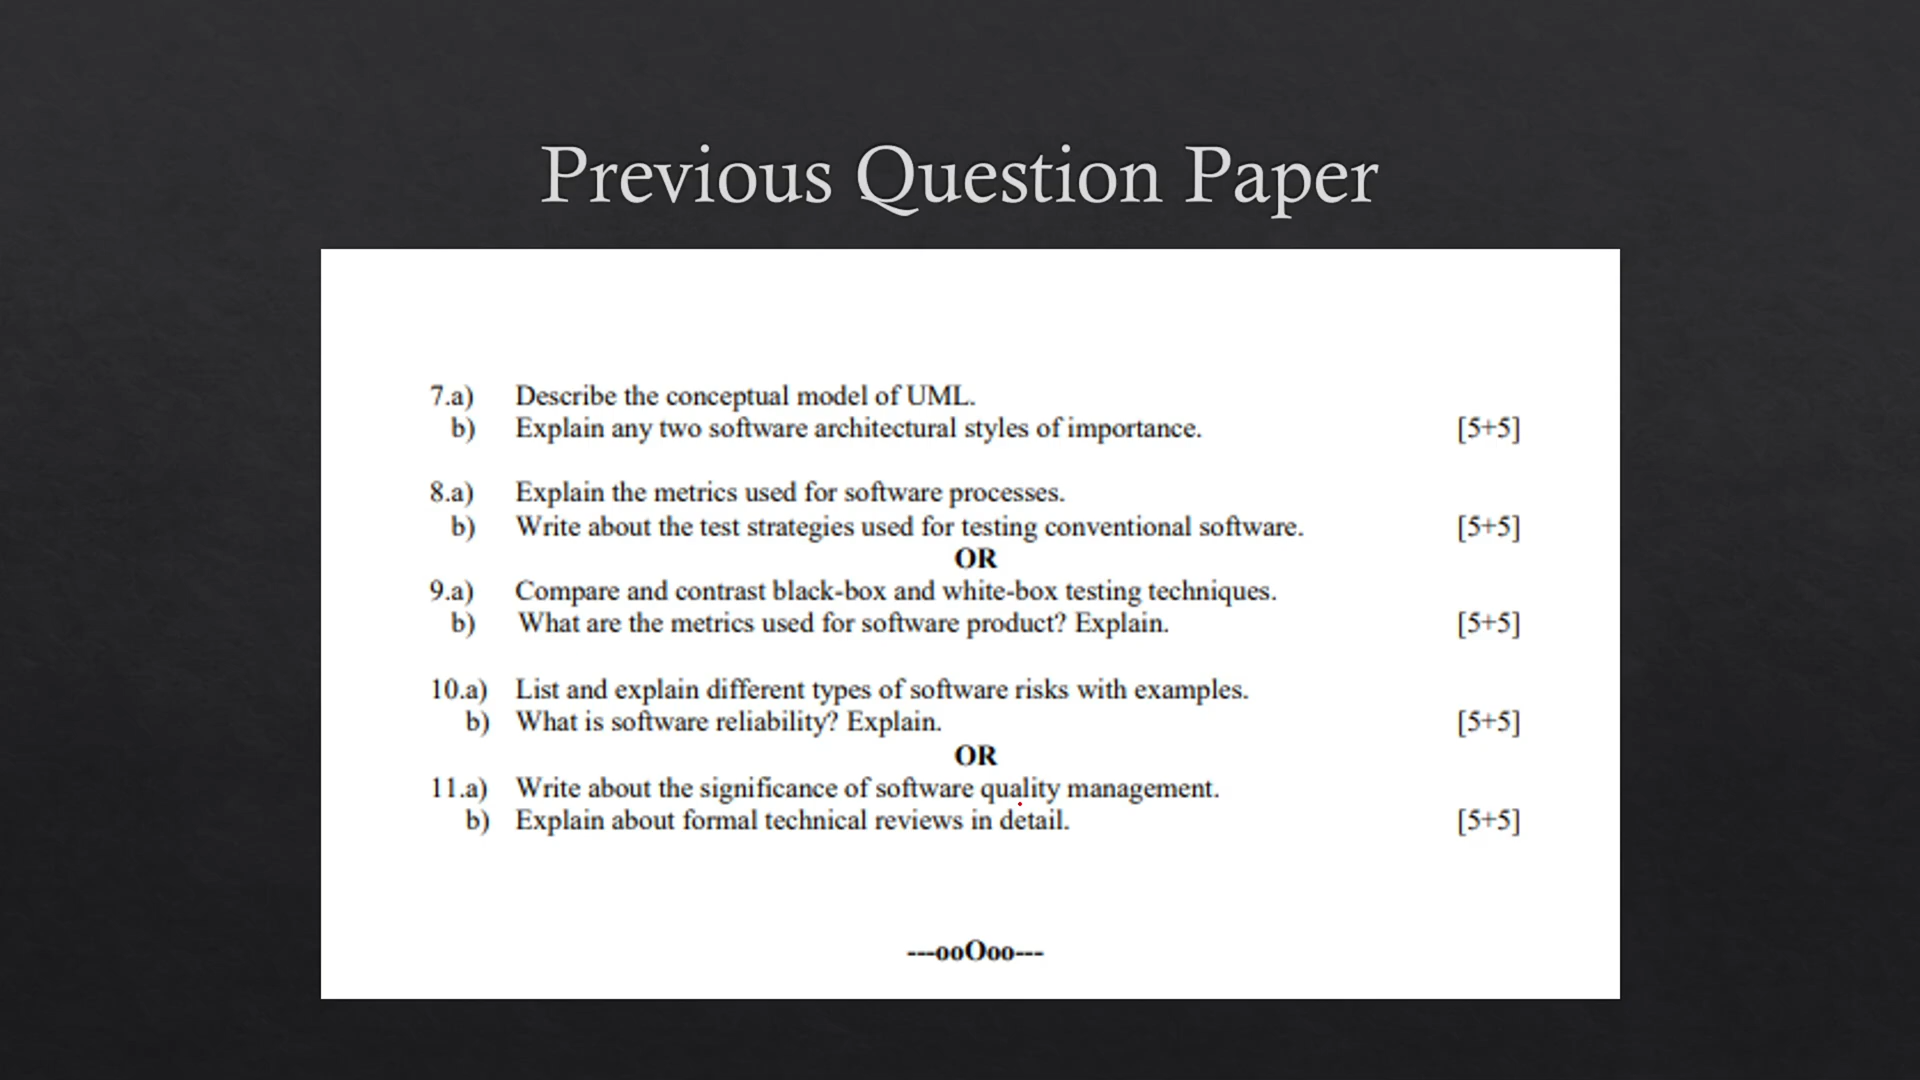 Previous Question Paper
7.a) Describe the conceptual model of UML.
b) Explain any two software architectural styles of importance. [5+5]
8.a) Explain the metrics used for software processes.
b) Write about the test strategies used for testing conventional software. [5+5]
OR
9.a) Compare and contrast black-box and white-box testing techniques.
b) What are the metrics used for software product? Explain. [5+5]
10.a) List and explain different types of software risks with examples.
b) What is software reliability? Explain. [5+5]
OR
11.a) Write about the significance of software quality management.
b) Explain about formal technical reviews in detail. [5+5]
---ooOoo---